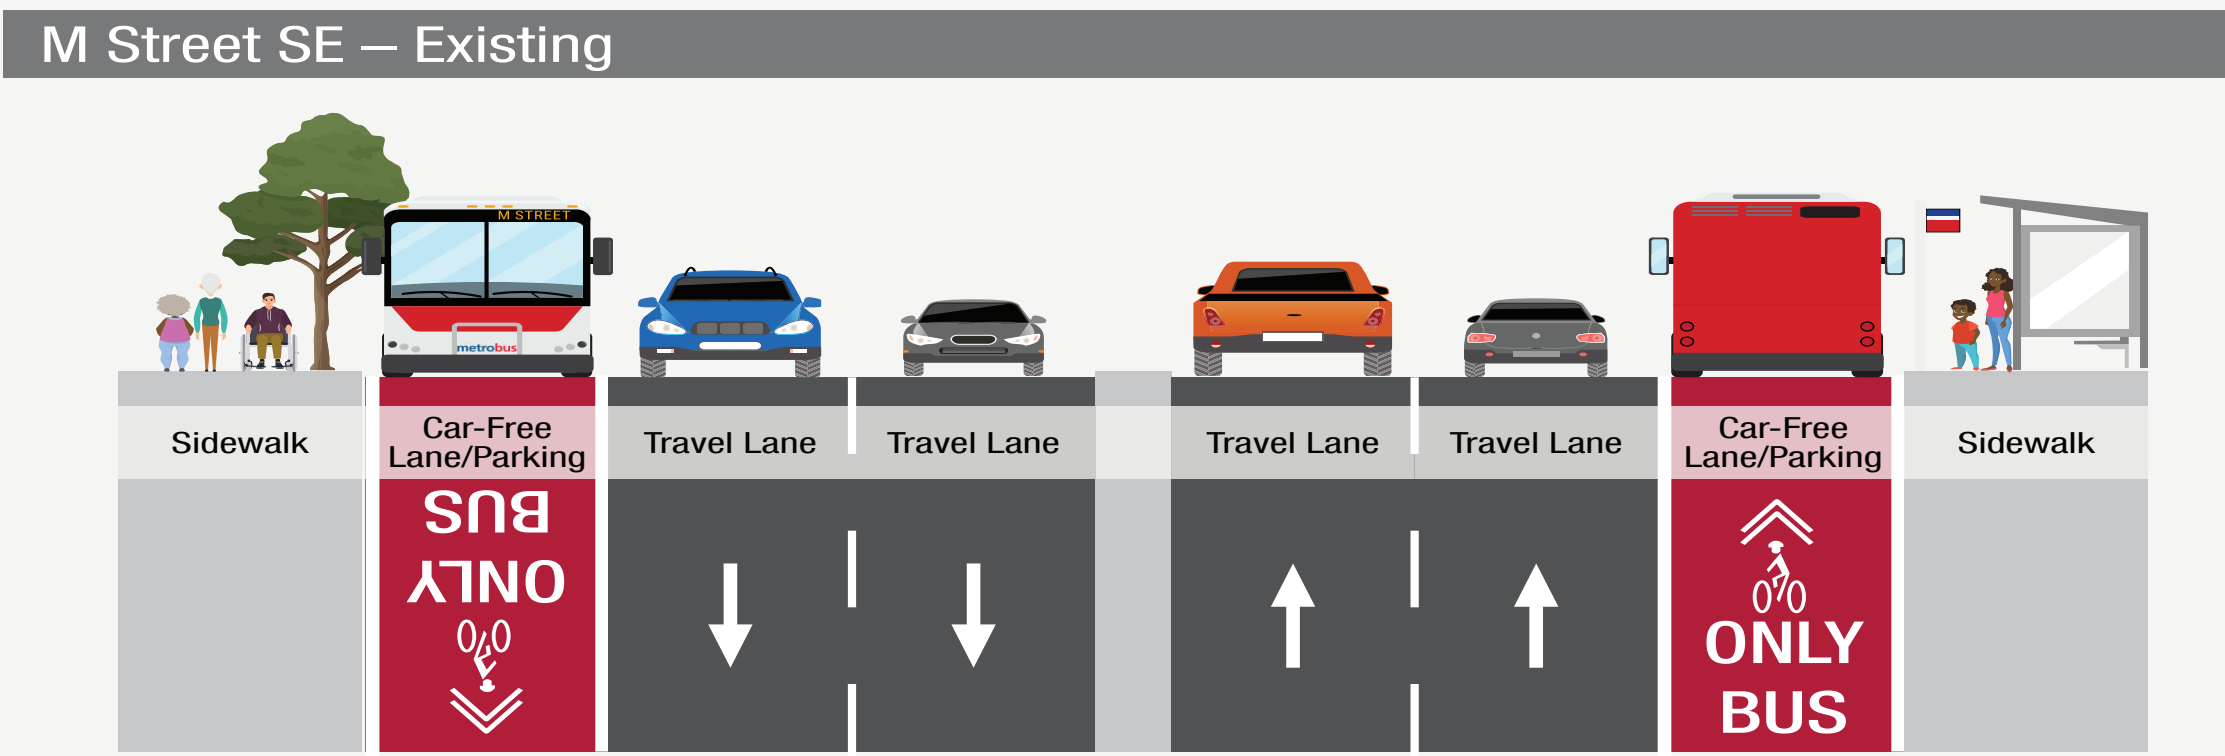 M Street SE — Existing
M STREET
metrobus
Sidewalk
Car-Free
Lane/Parking
Travel Lane
Travel Lane
Travel Lane
Travel Lane
Car-Free
Lane/Parking
Sidewalk
BUS
ONLY
ONLY
BUS